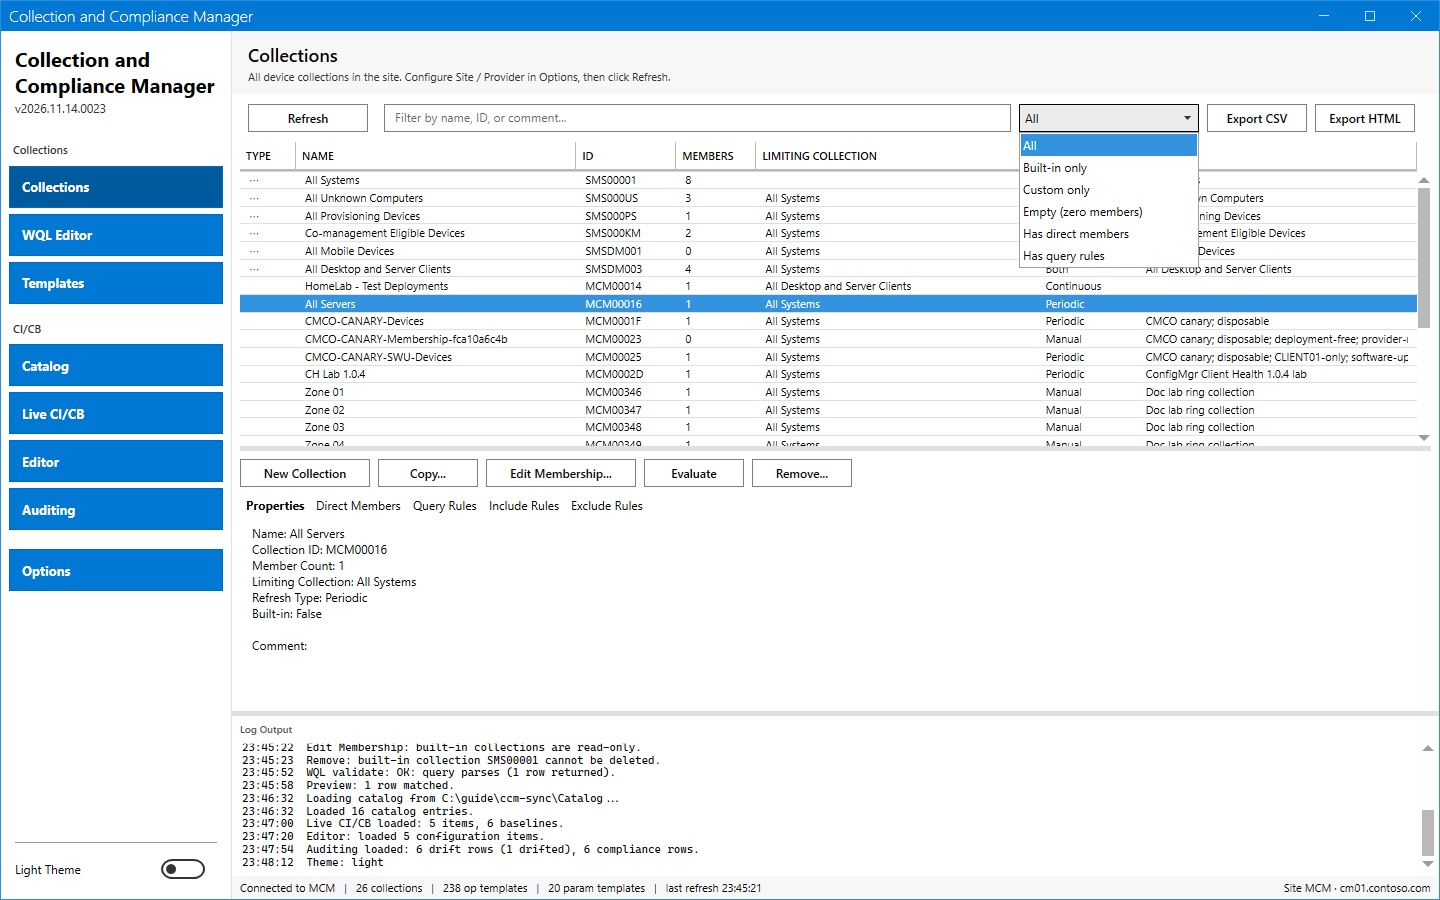 Collection and Compliance Manager
Collection and
Compliance Manager
v2026.11.14.0023
Collections
Collections
WQL Editor
Templates
CI/CB
Catalog
Live CI/CB
Editor
Auditing
Options
Light Theme
Collections
All device collections in the site. Configure Site / Provider in Options, then click Refresh.
Refresh
Filter by name, ID, or comment...
All
Export CSV
Export HTML
All
Built-in only
Custom only
Empty (zero members)
Has direct members
Has query rules
TYPE NAME ID MEMBERS LIMITING COLLECTION
... All Systems SMS00001 8
... All Unknown Computers SMS000US 3 All Systems Computers
... All Provisioning Devices SMS000PS 1 All Systems Devices
... Co-management Eligible Devices SMS000KM 2 All Systems Eligible Devices
... All Mobile Devices SMSDM001 0 All Systems Devices
... All Desktop and Server Clients SMSDM003 4 All Systems Both All Desktop and Server Clients
HomeLab - Test Deployments MCM00014 1 All Desktop and Server Clients Continuous
All Servers MCM00016 1 All Systems Periodic
CMCO-CANARY-Devices MCM0001F 1 All Systems Periodic CMCO canary; disposable
CMCO-CANARY-Membership-fca10a6c4b MCM00023 0 All Systems Manual CMCO canary; disposable; deployment-free; provider-
CMCO-CANARY-SWU-Devices MCM00025 1 All Systems Periodic CMCO canary; disposable; CLIENT01-only; software-up
CH Lab 1.0.4 MCM0002D 1 All Systems Periodic ConfigMgr Client Health 1.0.4 lab
Zone 01 MCM00346 1 All Systems Manual Doc lab ring collection
Zone 02 MCM00347 1 All Systems Manual Doc lab ring collection
Zone 03 MCM00348 1 All Systems Manual Doc lab ring collection
Zone 04 MCM00349 1 All Systems Manual Doc lab ring collection
New Collection
Copy...
Edit Membership...
Evaluate
Remove...
Properties Direct Members Query Rules Include Rules Exclude Rules
Name: All Servers
Collection ID: MCM00016
Member Count: 1
Limiting Collection: All Systems
Refresh Type: Periodic
Built-in: False
Comment:
Log Output
23:45:22 Edit Membership: built-in collections are read-only.
23:45:23 Remove: built-in collection SMS00001 cannot be deleted.
23:45:52 WQL validate: OK: query parses (1 row returned).
23:45:58 Preview: 1 row matched.
23:46:32 Loading catalog from C:\guide\ccm-sync\Catalog...
23:46:32 Loaded 16 catalog entries.
23:47:00 Live CI/CB loaded: 5 items, 6 baselines.
23:47:20 Editor: loaded 5 configuration items.
23:47:54 Auditing loaded: 6 drift rows (1 drifted), 6 compliance rows.
23:48:12 Theme: light
Connected to MCM | 26 collections | 238 op templates | 20 param templates | last refresh 23:45:21
Site MCM · cm01.contoso.com